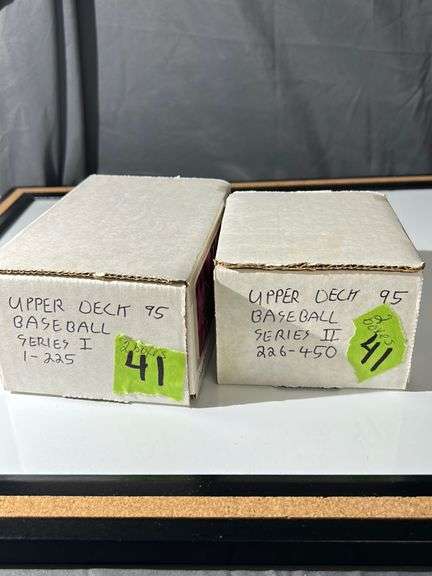 UPPER DECK 95
BASEBALL
SERIES I
1-225
41
UPPER DECK 95
BASEBALL
SERIES II
226-450
41